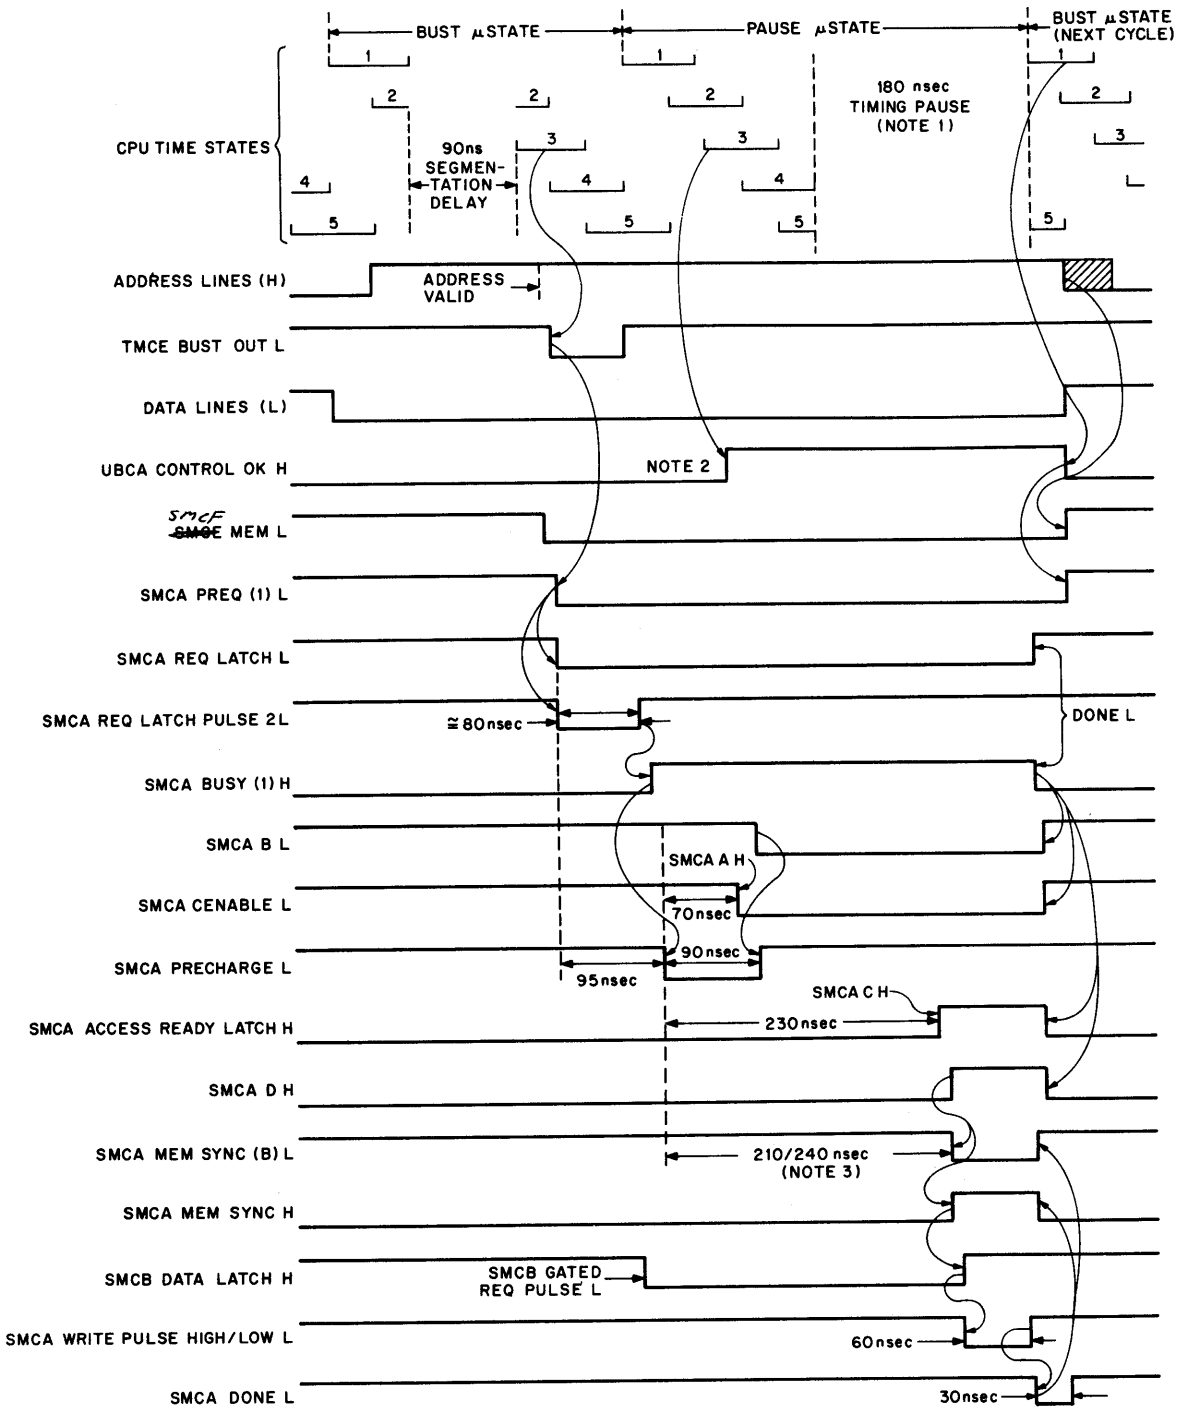 BUST μSTATE
PAUSE μSTATE
BUST μSTATE
(NEXT CYCLE)
1
1
1
2
2
2
2
180 nsec
TIMING PAUSE
(NOTE 1)
CPU TIME STATES
3
3
3
90ns
SEGMEN-
TATION
DELAY
4
4
4
5
5
5
5
ADDRESS LINES (H)
ADDRESS
VALID
TMCE BUST OUT L
DATA LINES (L)
UBCA CONTROL OK H
NOTE 2
SMCF
SMCE MEM L
SMCA PREQ (1) L
SMCA REQ LATCH L
SMCA REQ LATCH PULSE 2 L
≅80nsec
DONE L
SMCA BUSY (1) H
SMCA B L
SMCA A H
SMCA CENABLE L
70nsec
SMCA PRECHARGE L
95nsec
90nsec
SMCA C H
SMCA ACCESS READY LATCH H
230nsec
SMCA D H
SMCA MEM SYNC (B) L
210/240 nsec
(NOTE 3)
SMCA MEM SYNC H
SMCB DATA LATCH H
SMCB GATED
REQ PULSE L
SMCA WRITE PULSE HIGH/LOW L
60nsec
SMCA DONE L
30nsec